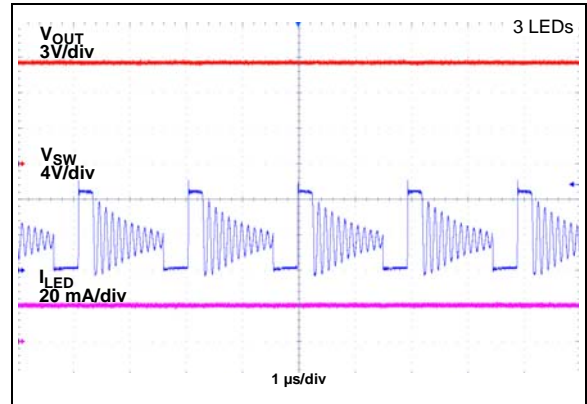 V_OUT
3V/div
3 LEDs
V_SW
4V/div
I_LED
20 mA/div
1 µs/div